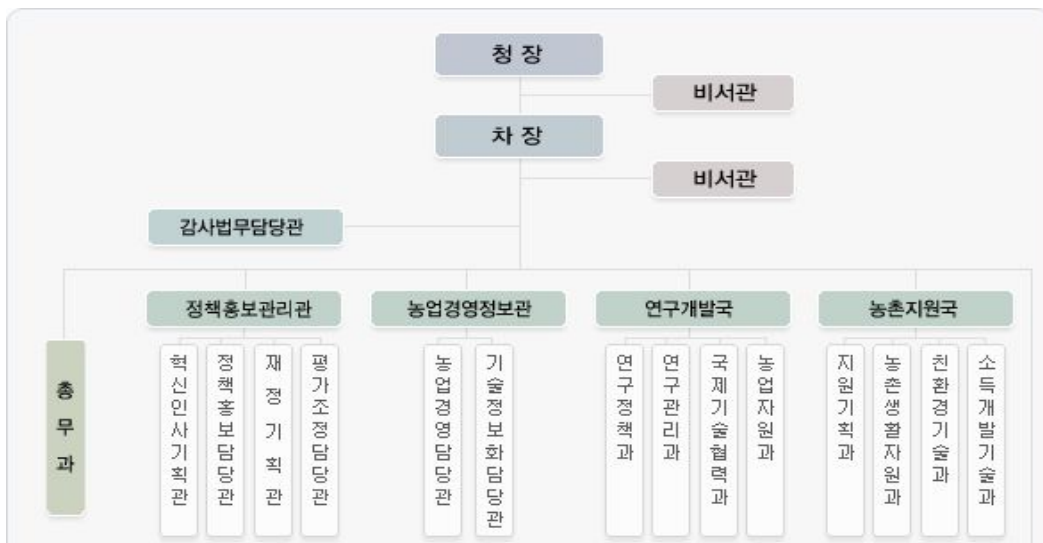 청 장
비서관
차 장
비서관
감사법무담당관
정책홍보관리관
농업경영정보관
연구개발국
농촌지원국
총무과
혁신인사기획관
정책홍보담당관
재정기획관
평가조정담당관
농업경영담당관
기술정보화담당관
연구정책과
연구관리과
국제기술협력과
농업자원과
지원기획과
농촌생활자원과
친환경기술과
소득개발기술과